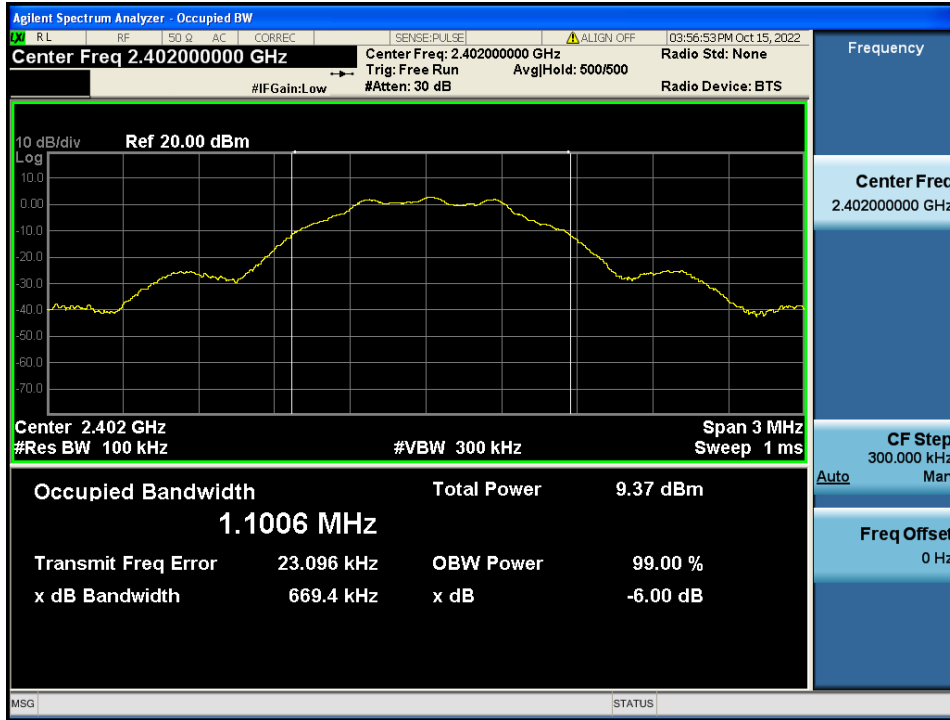 Agilent Spectrum Analyzer - Occupied BW
LXI RL RF 50 Ω AC CORREC SENSE:PULSE ALIGN OFF 03:56:53PM Oct 15, 2022
Center Freq 2.402000000 GHz Center Freq: 2.402000000 GHz Radio Std: None
Trig: Free Run Avg|Hold: 500/500
#IFGain:Low #Atten: 30 dB Radio Device: BTS
Frequency
10 dB/div Ref 20.00 dBm
Log
10.0
0.00
-10.0
-20.0
-30.0
-40.0
-50.0
-60.0
-70.0
Center 2.402 GHz Span 3 MHz
#Res BW 100 kHz #VBW 300 kHz Sweep 1 ms
Center Freq
2.402000000 GHz
CF Step
300.000 kHz
Auto Man
Freq Offset
0 Hz
Occupied Bandwidth Total Power 9.37 dBm
1.1006 MHz
Transmit Freq Error 23.096 kHz OBW Power 99.00 %
x dB Bandwidth 669.4 kHz x dB -6.00 dB
MSG STATUS